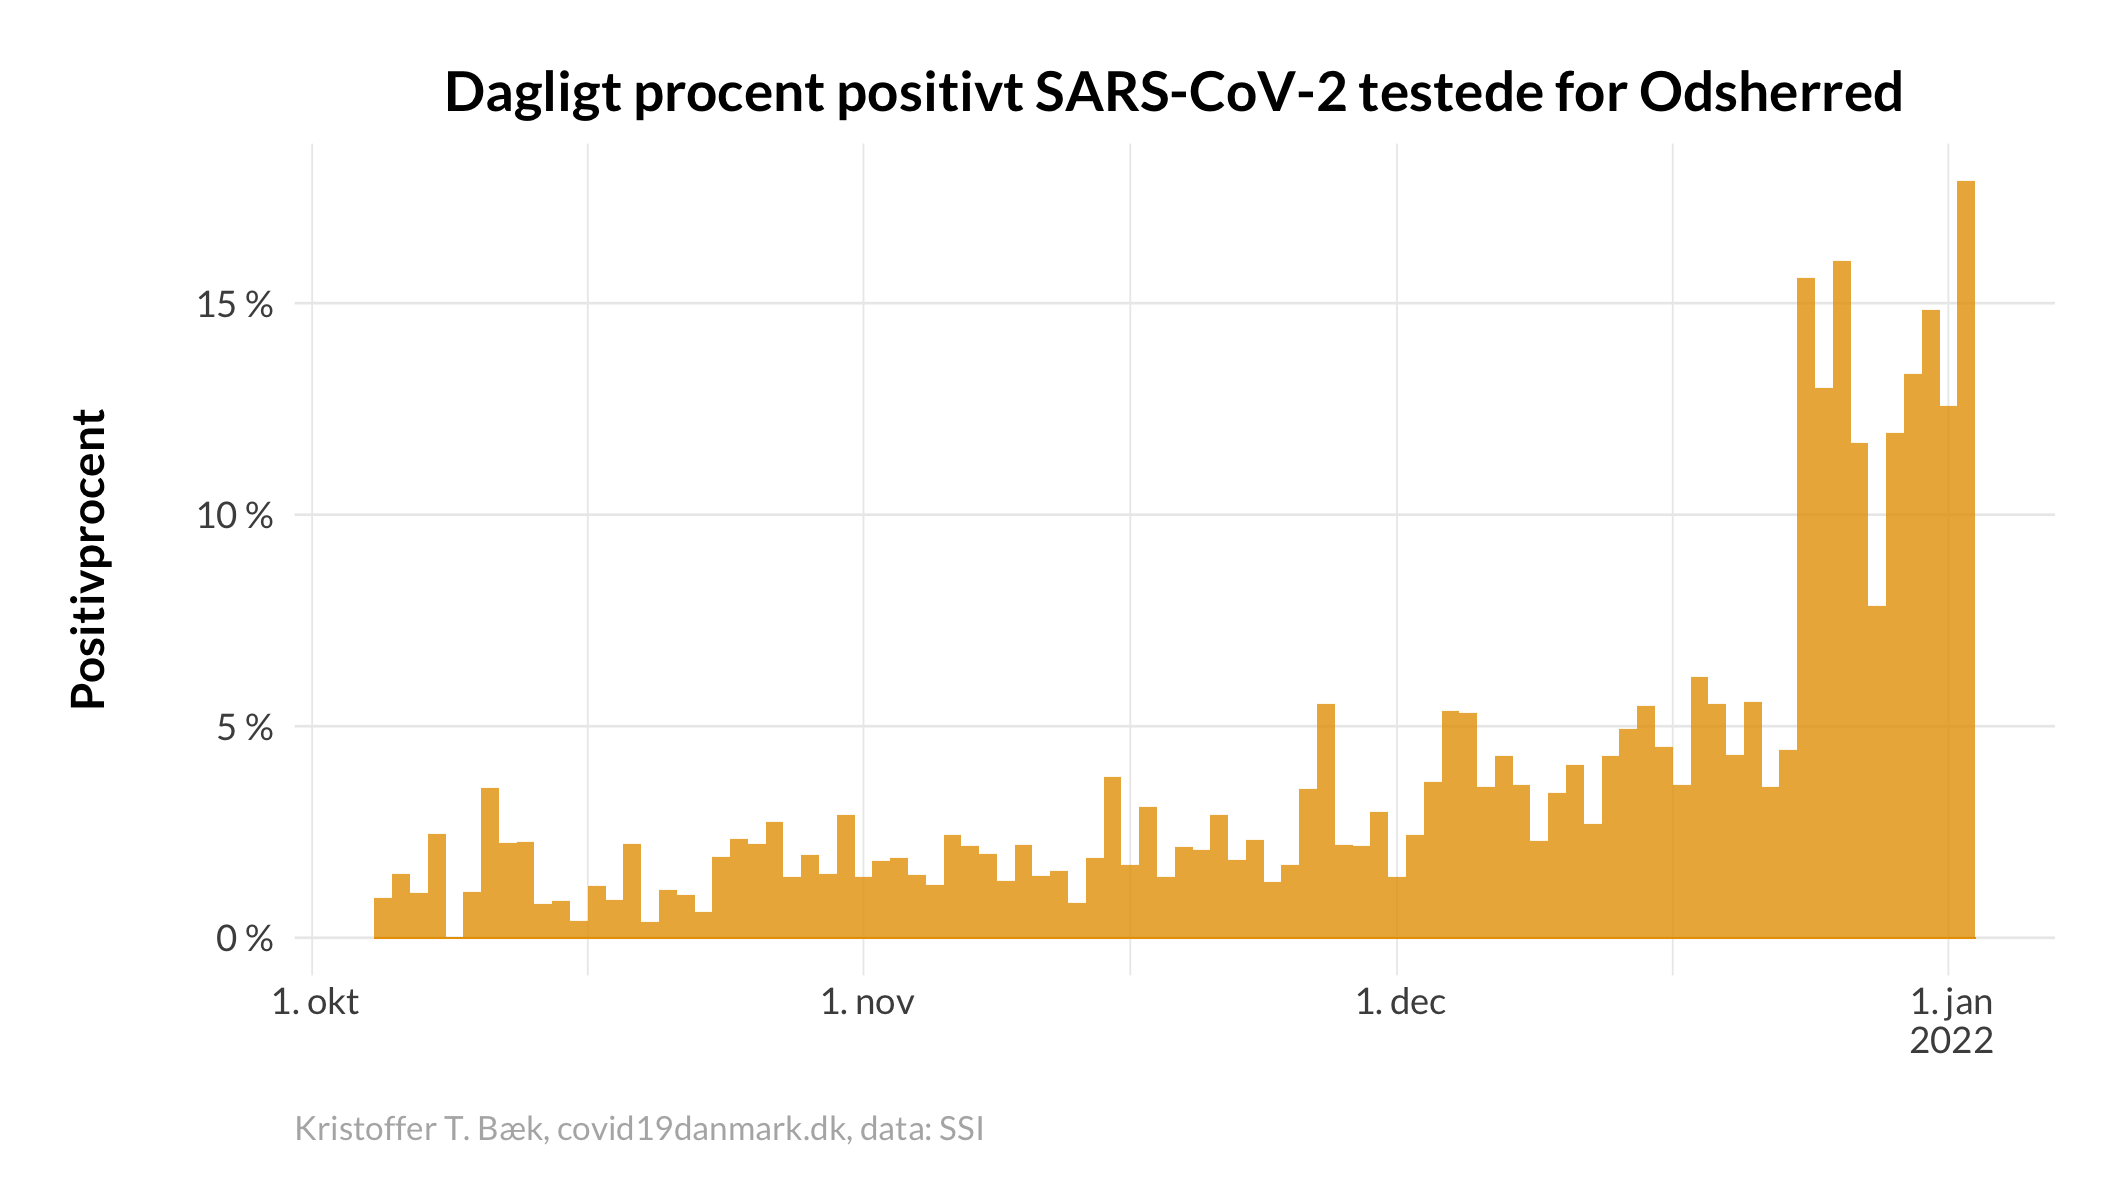 Dagligt procent positivt SARS-CoV-2 testede for Odsherred
Positivprocent
15 %
10 %
5 %
0 %
1. okt
1. nov
1. dec
1. jan
2022
Kristoffer T. Bæk, covid19danmark.dk, data: SSI